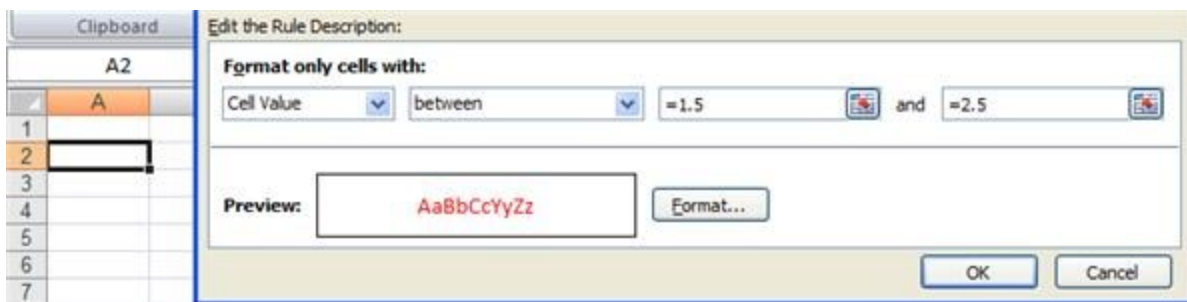 Clipboard
Edit the Rule Description:
A2
Format only cells with:
A
Cell Value between =1.5 and =2.5
1
2
3
Preview: AaBbCcYyZz Format...
4
5
6
OK Cancel
7